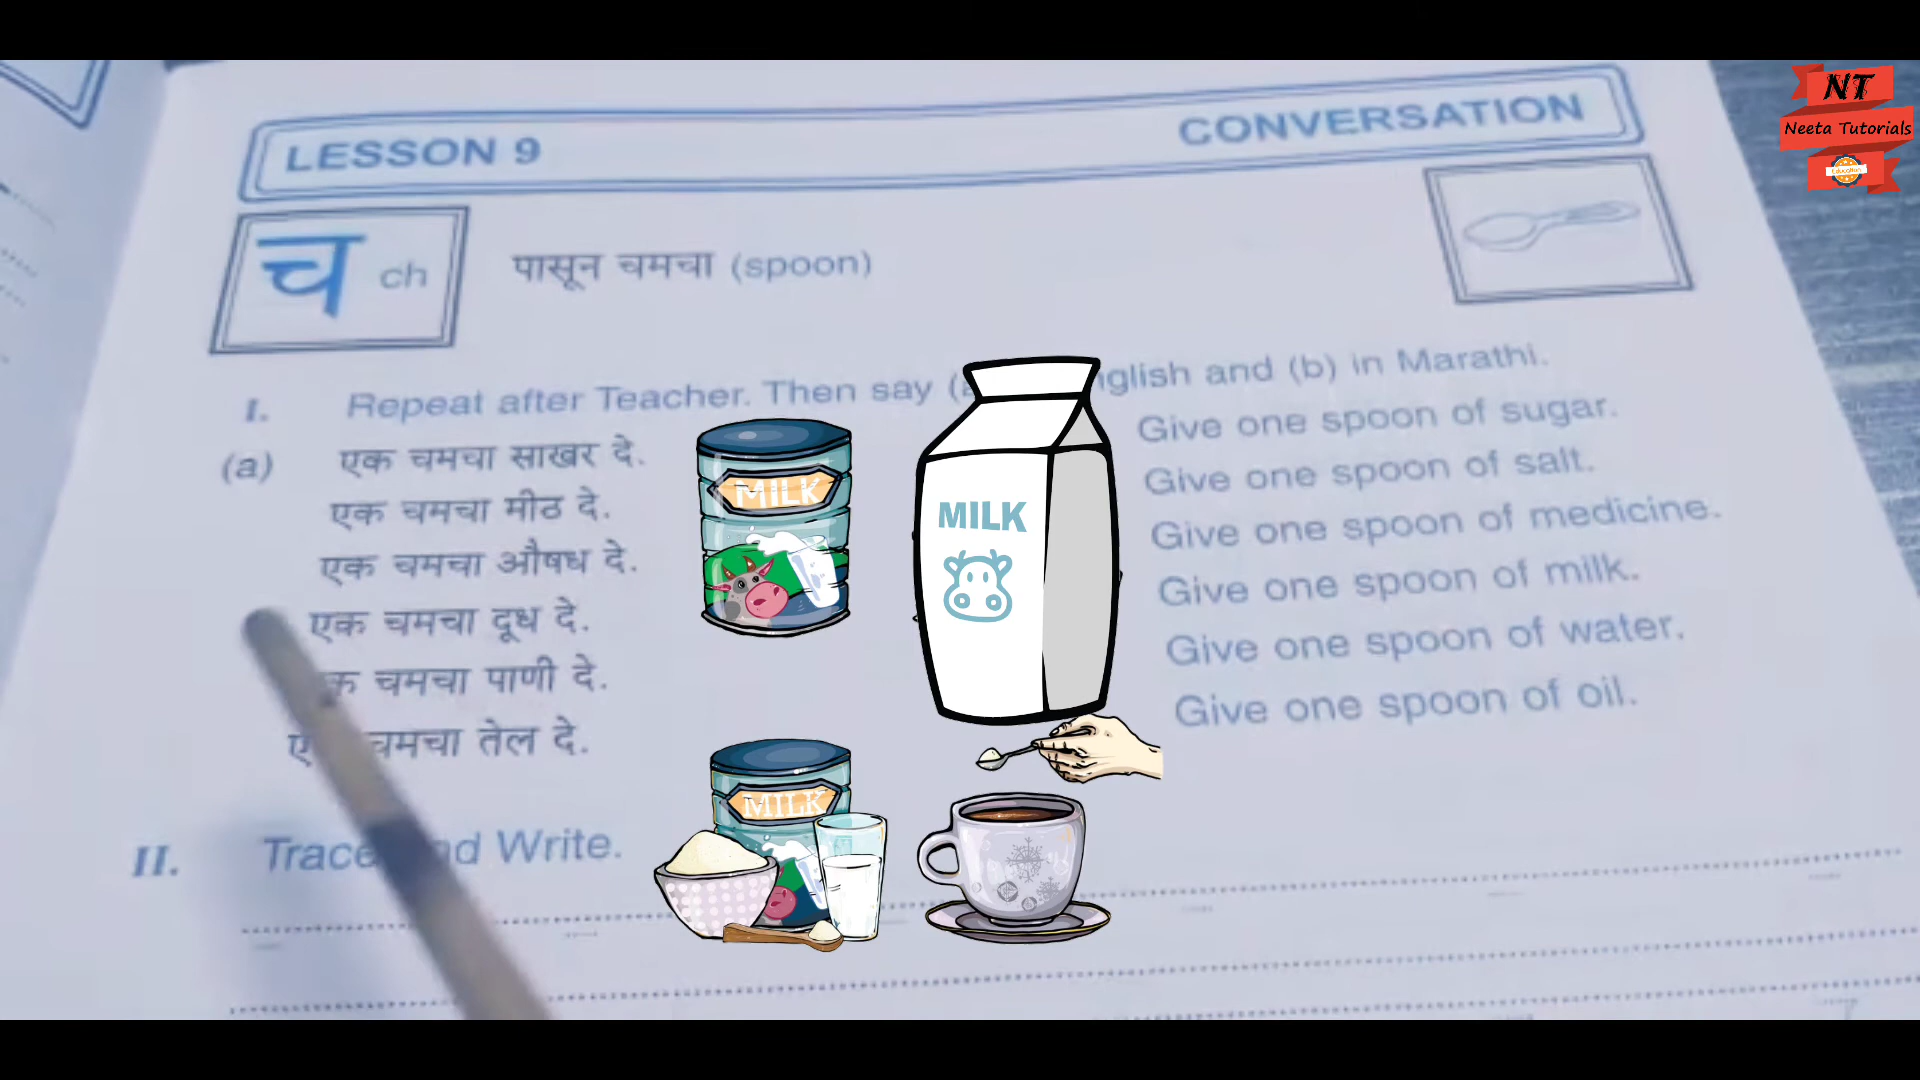 NT
Neeta Tutorials
Education
LESSON 9 CONVERSATION
च ch पासून चमचा (spoon)
I. Repeat after Teacher. Then say (a and (b) in Marathi.
(a) एक चमचा साखर दे. Give one spoon of sugar.
एक चमचा मीठ दे. Give one spoon of salt.
एक चमचा औषध दे. Give one spoon of medicine.
एक चमचा दूध दे. Give one spoon of milk.
चमचा पाणी दे. Give one spoon of water.
चमचा तेल दे. Give one spoon of oil.
MILK
MILK
MILK
II. Trace Write.